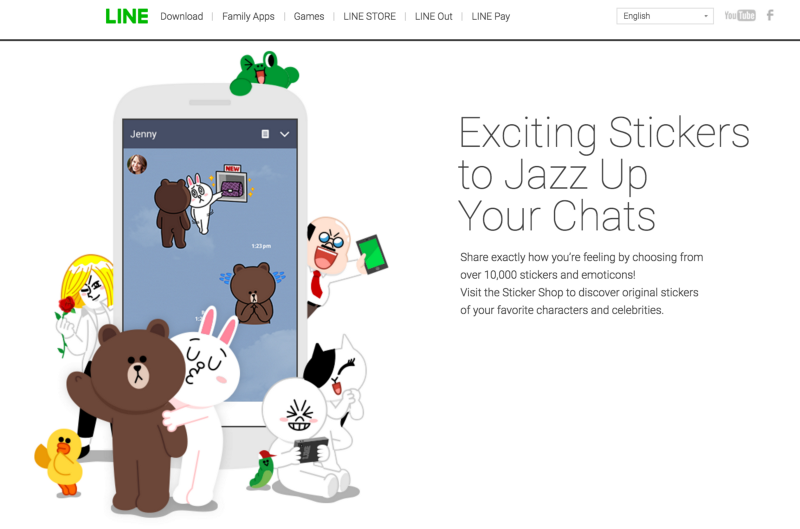 LINE Download Family Apps Games LINE STORE LINE Out LINE Pay English YouTube f
Jenny
NEW
1:23 pm
Exciting Stickers
to Jazz Up
Your Chats
Share exactly how you're feeling by choosing from
over 10,000 stickers and emoticons!
Visit the Sticker Shop to discover original stickers
of your favorite characters and celebrities.